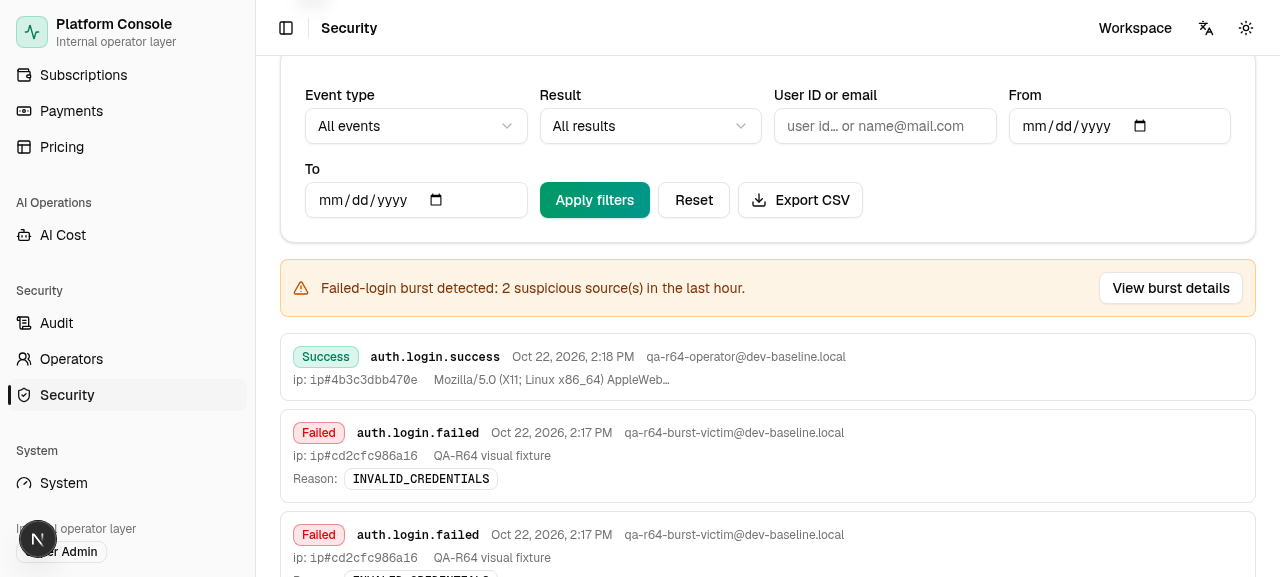 Platform Console
Internal operator layer
Subscriptions
Payments
Pricing
AI Operations
AI Cost
Security
Audit
Operators
Security
System
System
operator layer
Admin
Security
Workspace
Event type
Result
User ID or email
From
All events
All results
user id… or name@mail.com
mm/dd/yyyy
To
mm/dd/yyyy
Apply filters
Reset
Export CSV
Failed-login burst detected: 2 suspicious source(s) in the last hour.
View burst details
Success auth.login.success Oct 22, 2026, 2:18 PM qa-r64-operator@dev-baseline.local
ip: ip#4b3c3dbb470e Mozilla/5.0 (X11; Linux x86_64) AppleWeb…
Failed auth.login.failed Oct 22, 2026, 2:17 PM qa-r64-burst-victim@dev-baseline.local
ip: ip#cd2cfc986a16 QA-R64 visual fixture
Reason: INVALID_CREDENTIALS
Failed auth.login.failed Oct 22, 2026, 2:17 PM qa-r64-burst-victim@dev-baseline.local
ip: ip#cd2cfc986a16 QA-R64 visual fixture